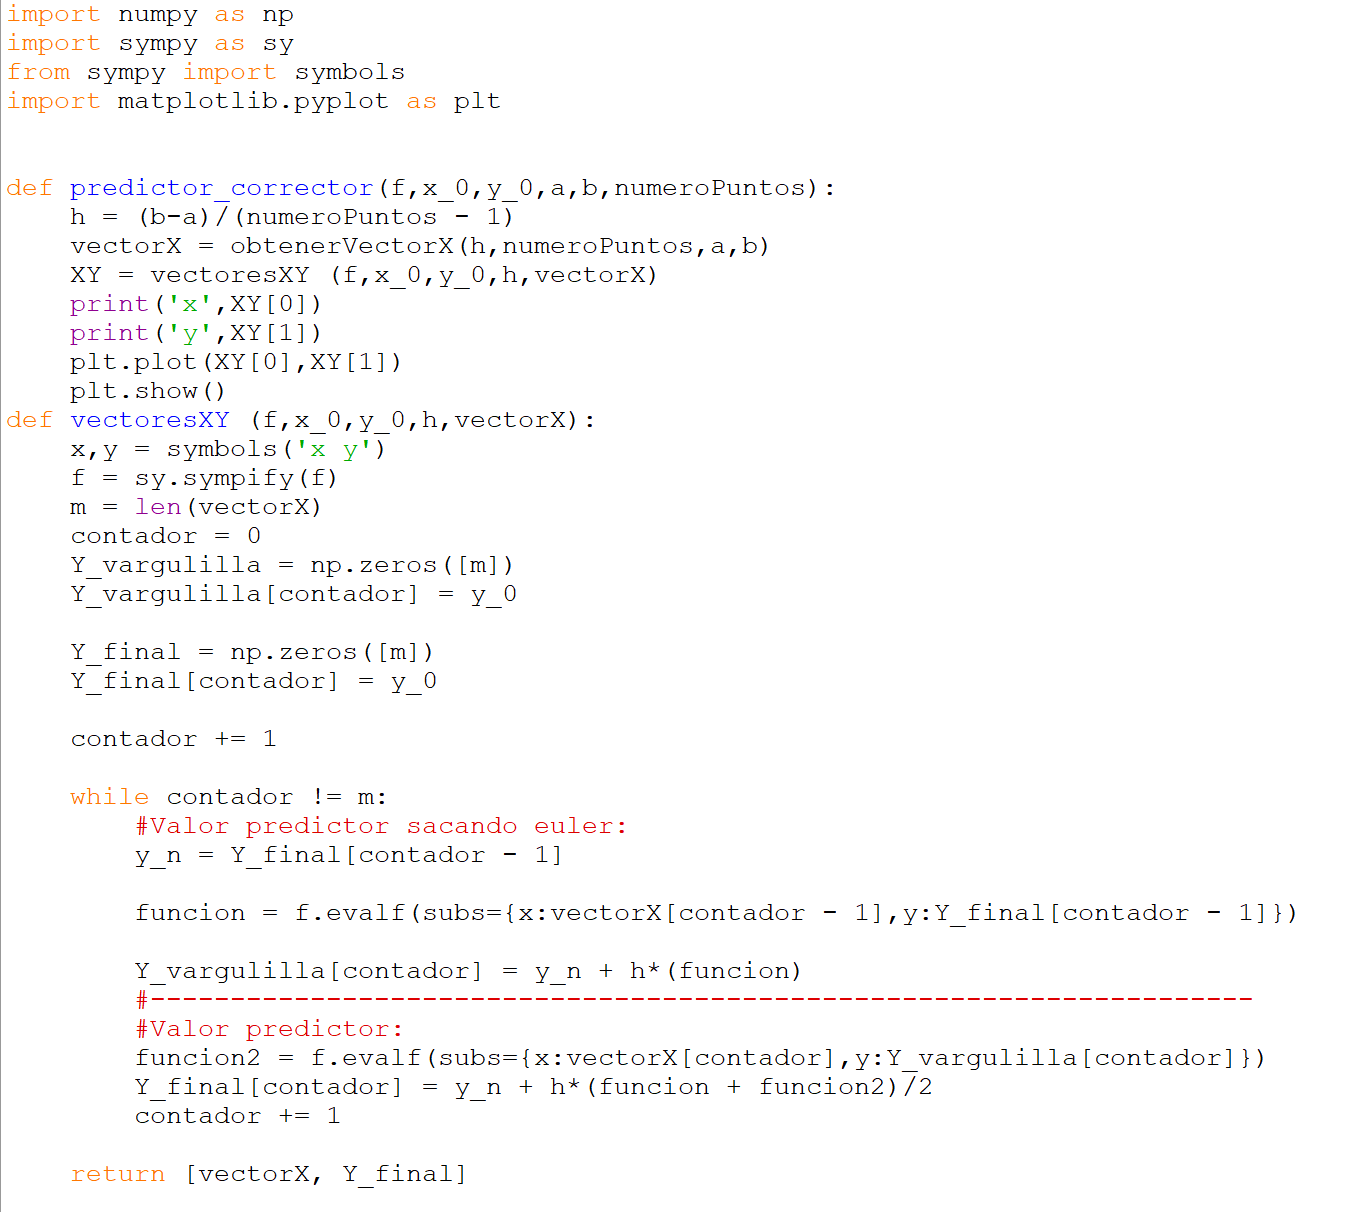 import numpy as np
import sympy as sy
from sympy import symbols
import matplotlib.pyplot as plt
def predictor_corrector(f,x_0,y_0,a,b,numeroPuntos):
    h = (b-a)/(numeroPuntos - 1)
    vectorX = obtenerVectorX(h,numeroPuntos,a,b)
    XY = vectoresXY (f,x_0,y_0,h,vectorX)
    print('x',XY[0])
    print('y',XY[1])
    plt.plot(XY[0],XY[1])
    plt.show()
def vectoresXY (f,x_0,y_0,h,vectorX):
    x,y = symbols('x y')
    f = sy.sympify(f)
    m = len(vectorX)
    contador = 0
    Y_vargulilla = np.zeros([m])
    Y_vargulilla[contador] = y_0
    Y_final = np.zeros([m])
    Y_final[contador] = y_0
    contador += 1
    while contador != m:
        #Valor predictor sacando euler:
        y_n = Y_final[contador - 1]
        funcion = f.evalf(subs={x:vectorX[contador - 1],y:Y_final[contador - 1]})
        Y_vargulilla[contador] = y_n + h*(funcion)
        #---------------------------------------------------------------------
        #Valor predictor:
        funcion2 = f.evalf(subs={x:vectorX[contador],y:Y_vargulilla[contador]})
        Y_final[contador] = y_n + h*(funcion + funcion2)/2
        contador += 1
    return [vectorX, Y_final]